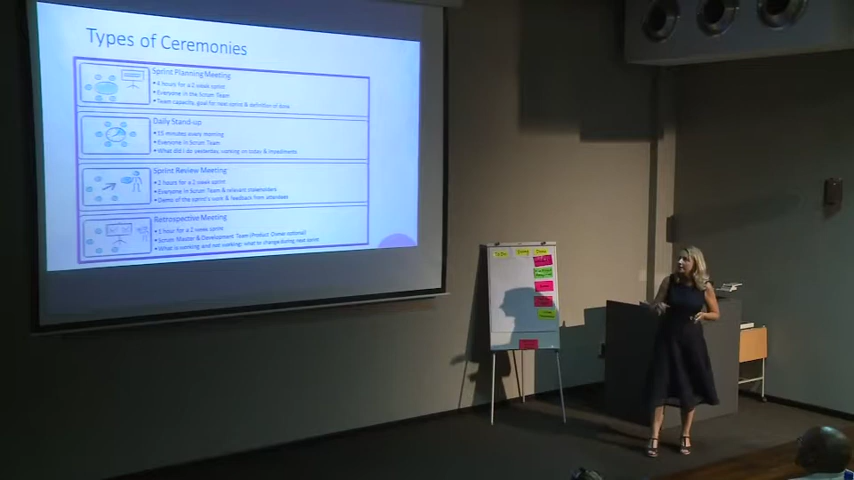 Types of Ceremonies
Sprint Planning Meeting
• 4 hours for a 2 week sprint
• Everyone in the Scrum Team
• Team capacity, goal for next sprint & definition of done
Daily Stand-up
• 15 minutes every morning
• Everyone in Scrum Team
• What did I do yesterday, working on today & impediments
Sprint Review Meeting
• 2 hours for a 2 week sprint
• Everyone in Scrum Team & relevant stakeholders
• Demo of the sprint's work & feedback from attendees
Retrospective Meeting
• 1 hour for a 2 week sprint
• Scrum Master & Development Team (Product Owner optional)
• What is working and not working; what to change during next sprint
To Do
Doing
Done